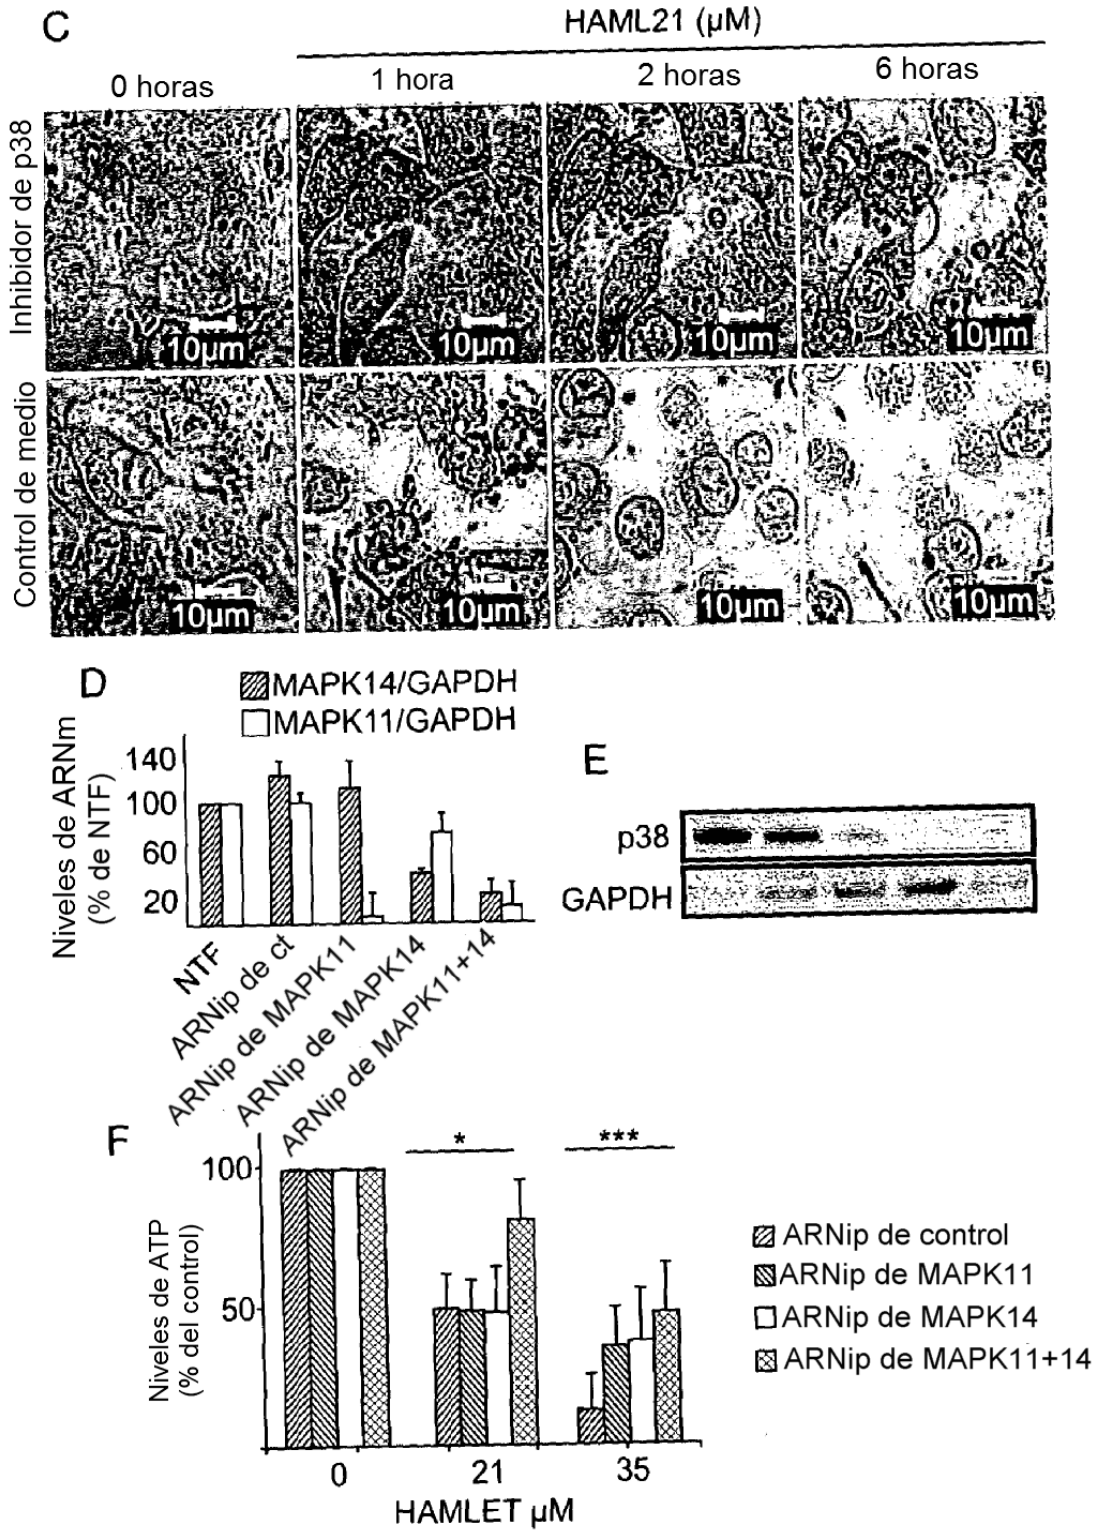 C
HAML21 (µM)
0 horas
1 hora
2 horas
6 horas
Inhibidor de p38
10µm
10µm
10µm
10µm
Control de medio
10µm
10µm
10µm
10µm
D
MAPK14/GAPDH
MAPK11/GAPDH
Niveles de ARNm
(% de NTF)
140
100
60
20
NTF
ARNip de ct
ARNip de MAPK11
ARNip de MAPK14
ARNip de MAPK11+14
E
p38
GAPDH
F
Niveles de ATP
(% del control)
100
50
*
***
0
21
35
HAMLET µM
ARNip de control
ARNip de MAPK11
ARNip de MAPK14
ARNip de MAPK11+14